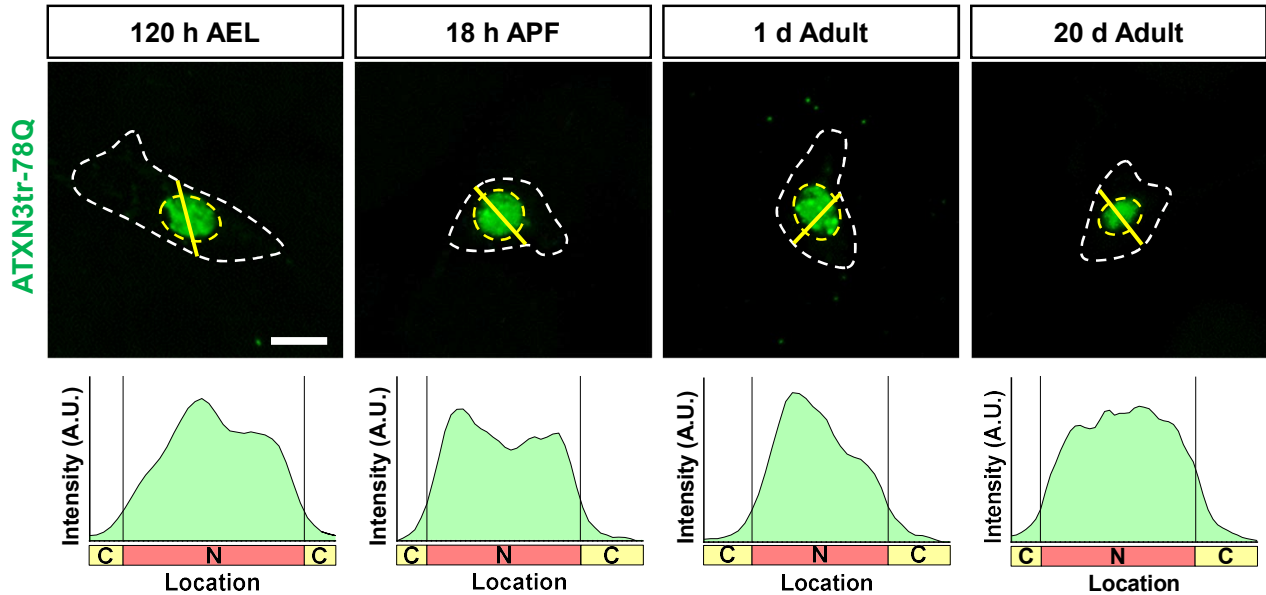 120 h AEL
18 h APF
1 d Adult
20 d Adult
ATXN3tr-78Q
Intensity (A.U.)
C N C
Location
Intensity (A.U.)
C N C
Location
Intensity (A.U.)
C N C
Location
Intensity (A.U.)
C N C
Location